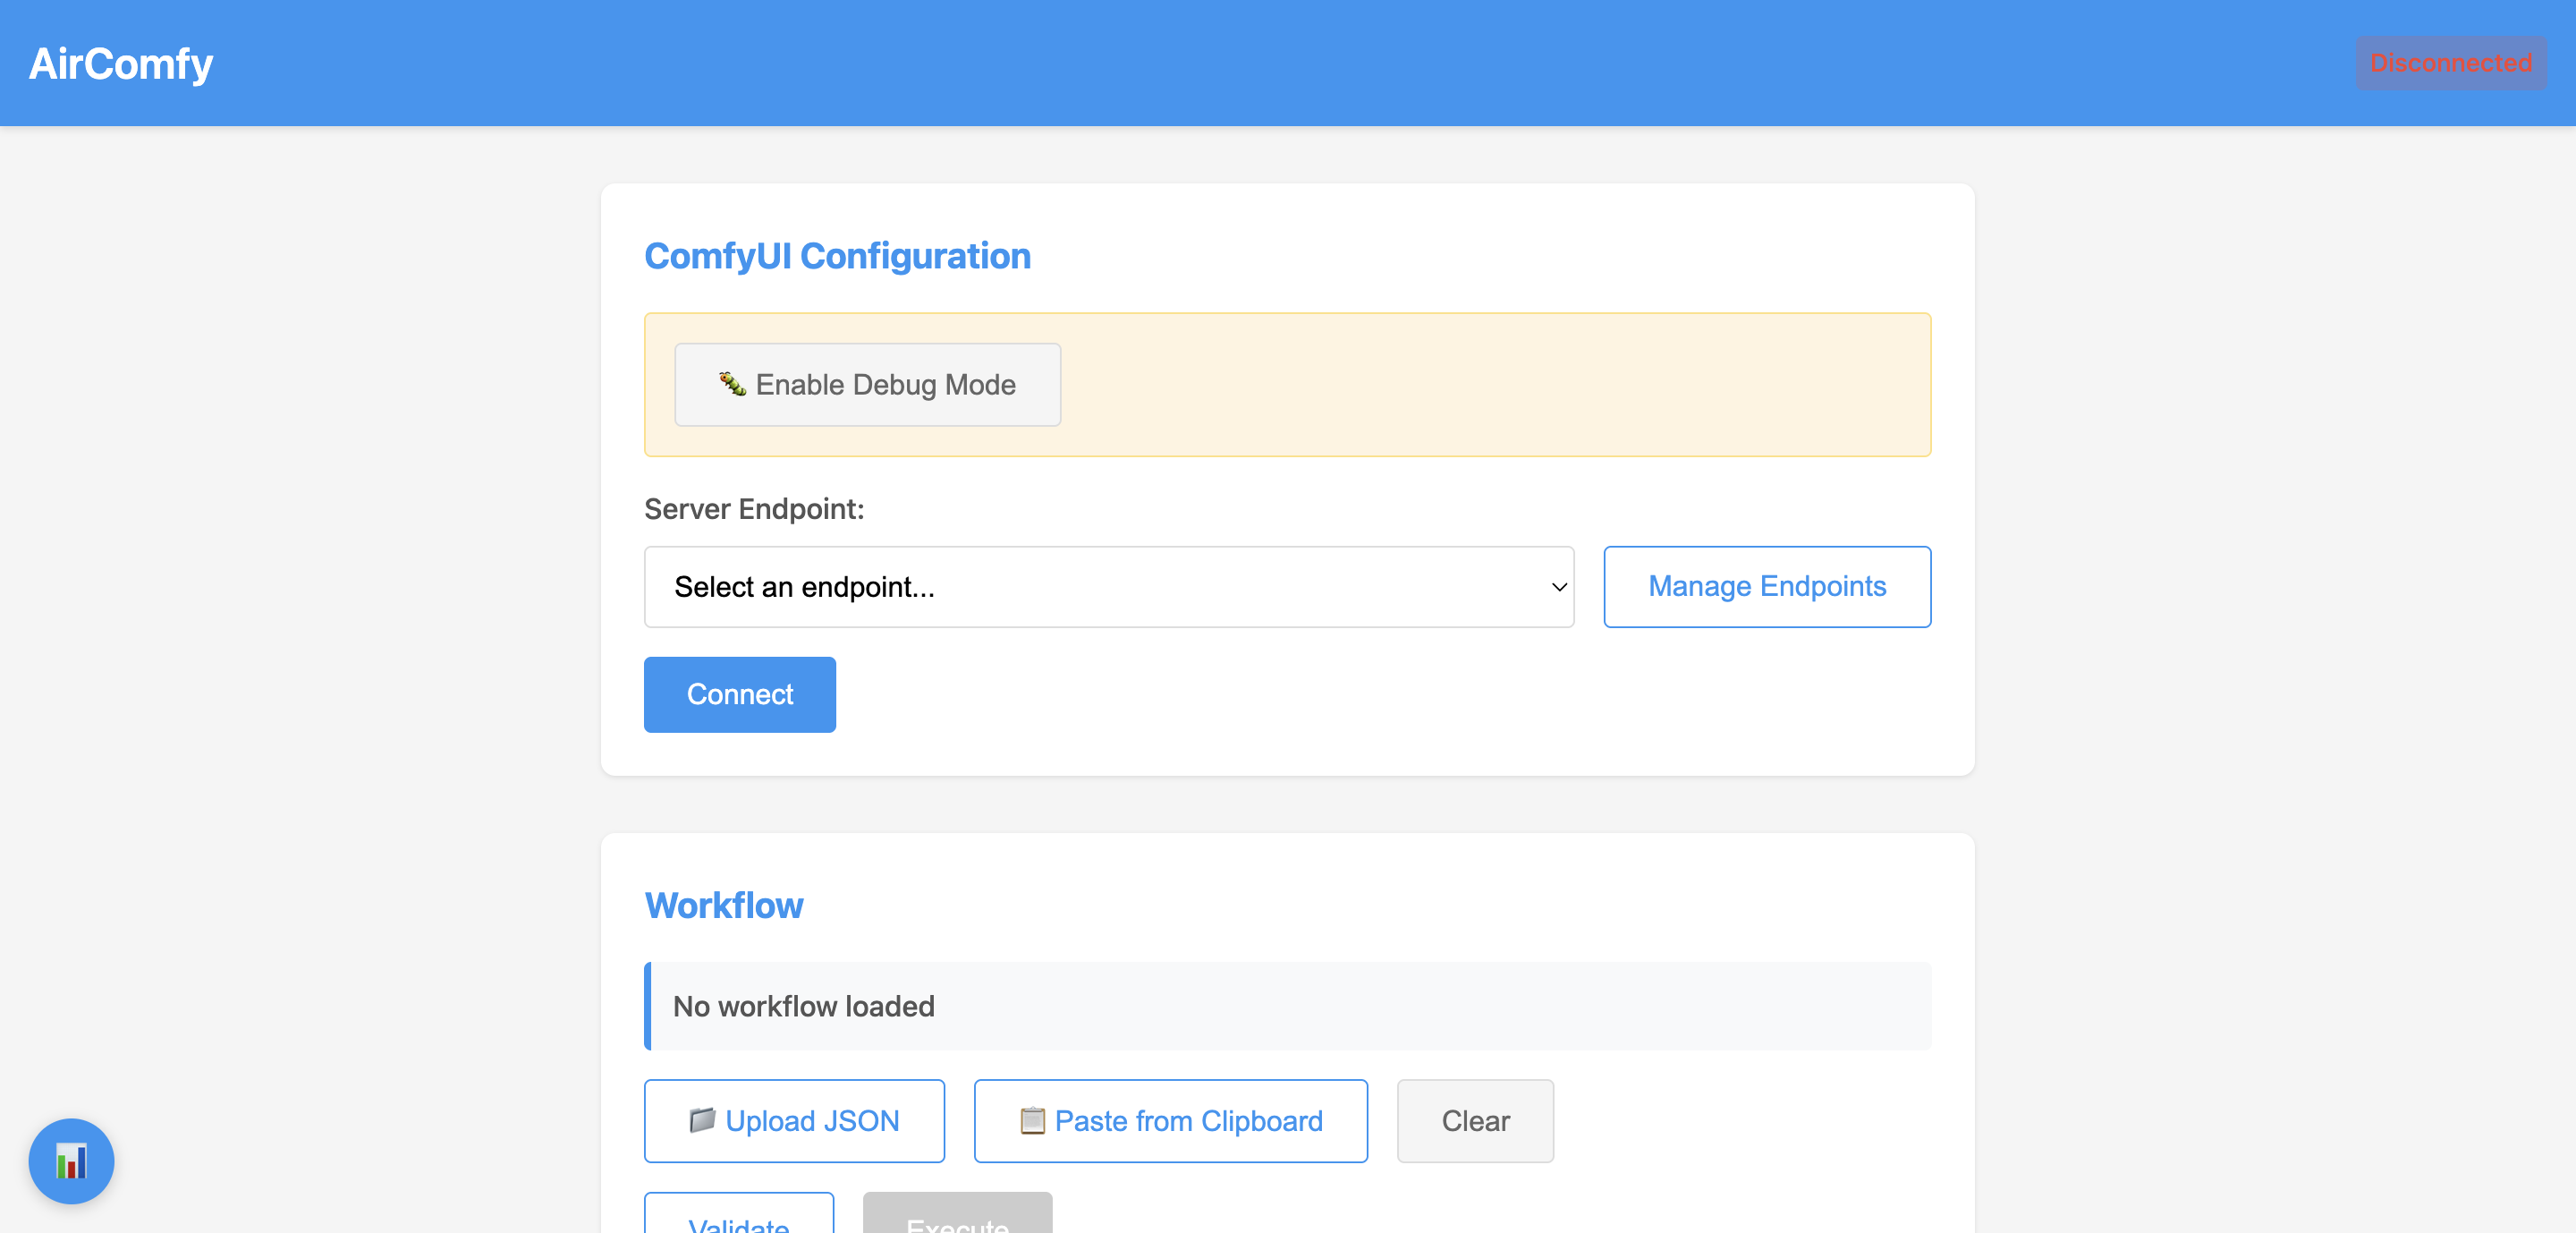 AirComfy
Disconnected
ComfyUI Configuration
🐛 Enable Debug Mode
Server Endpoint:
Select an endpoint...
Manage Endpoints
Connect
Workflow
No workflow loaded
📁 Upload JSON
📋 Paste from Clipboard
Clear
Validate
Execute